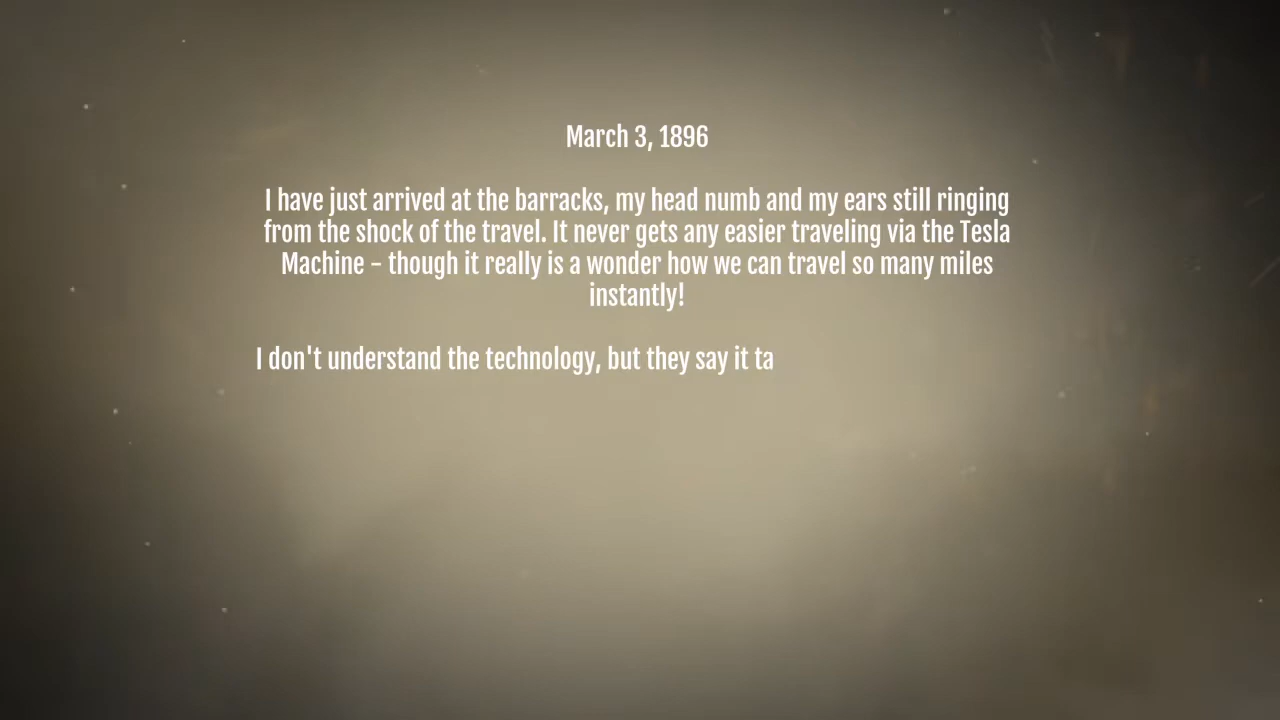 March 3, 1896
I have just arrived at the barracks, my head numb and my ears still ringing
from the shock of the travel. It never gets any easier traveling via the Tesla
Machine - though it really is a wonder how we can travel so many miles
instantly!
I don't understand the technology, but they say it ta